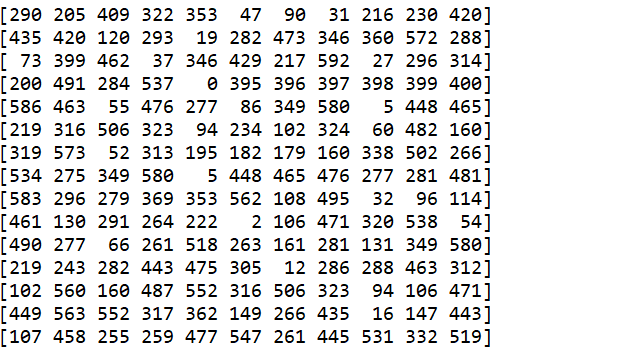 [290 205 409 322 353  47  90  31 216 230 420]
[435 420 120 293  19 282 473 346 360 572 288]
[ 73 399 462  37 346 429 217 592  27 296 314]
[200 491 284 537   0 395 396 397 398 399 400]
[586 463  55 476 277  86 349 580   5 448 465]
[219 316 506 323  94 234 102 324  60 482 160]
[319 573  52 313 195 182 179 160 338 502 266]
[534 275 349 580   5 448 465 476 277 281 481]
[583 296 279 369 353 562 108 495  32  96 114]
[461 130 291 264 222   2 106 471 320 538  54]
[490 277  66 261 518 263 161 281 131 349 580]
[219 243 282 443 475 305  12 286 288 463 312]
[102 560 160 487 552 316 506 323  94 106 471]
[449 563 552 317 362 149 266 435  16 147 443]
[107 458 255 259 477 547 261 445 531 332 519]